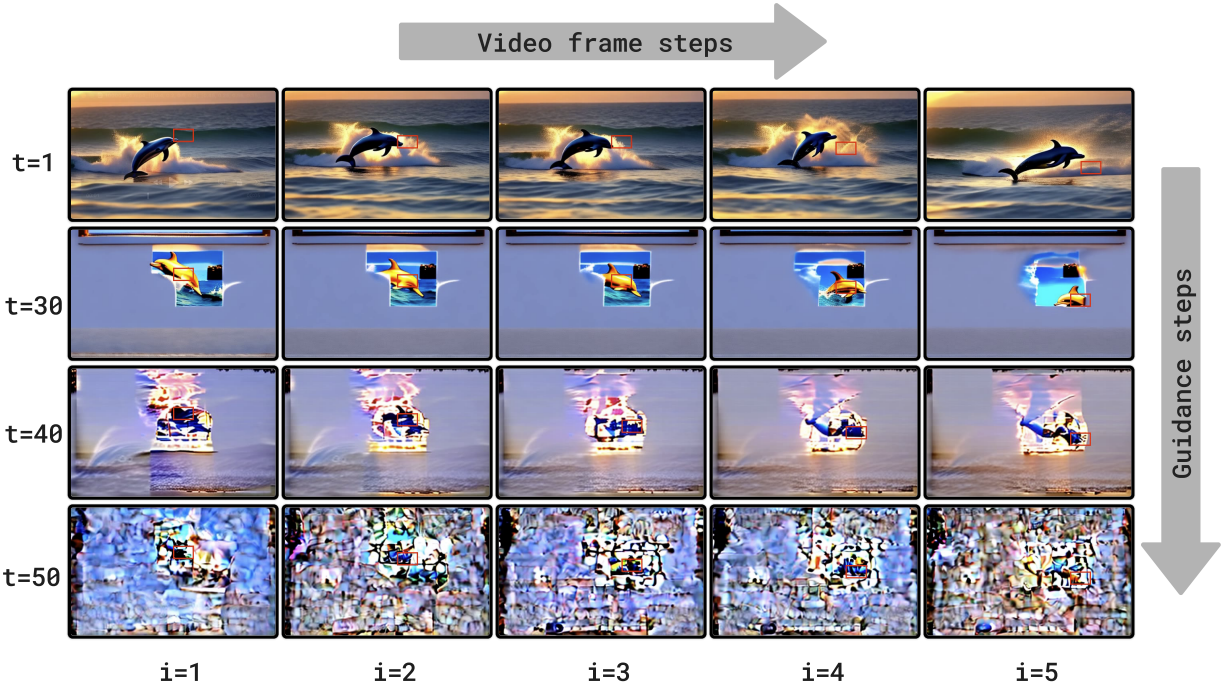 Video frame steps
t=1
t=30
t=40
t=50
Guidance steps
i=1
i=2
i=3
i=4
i=5